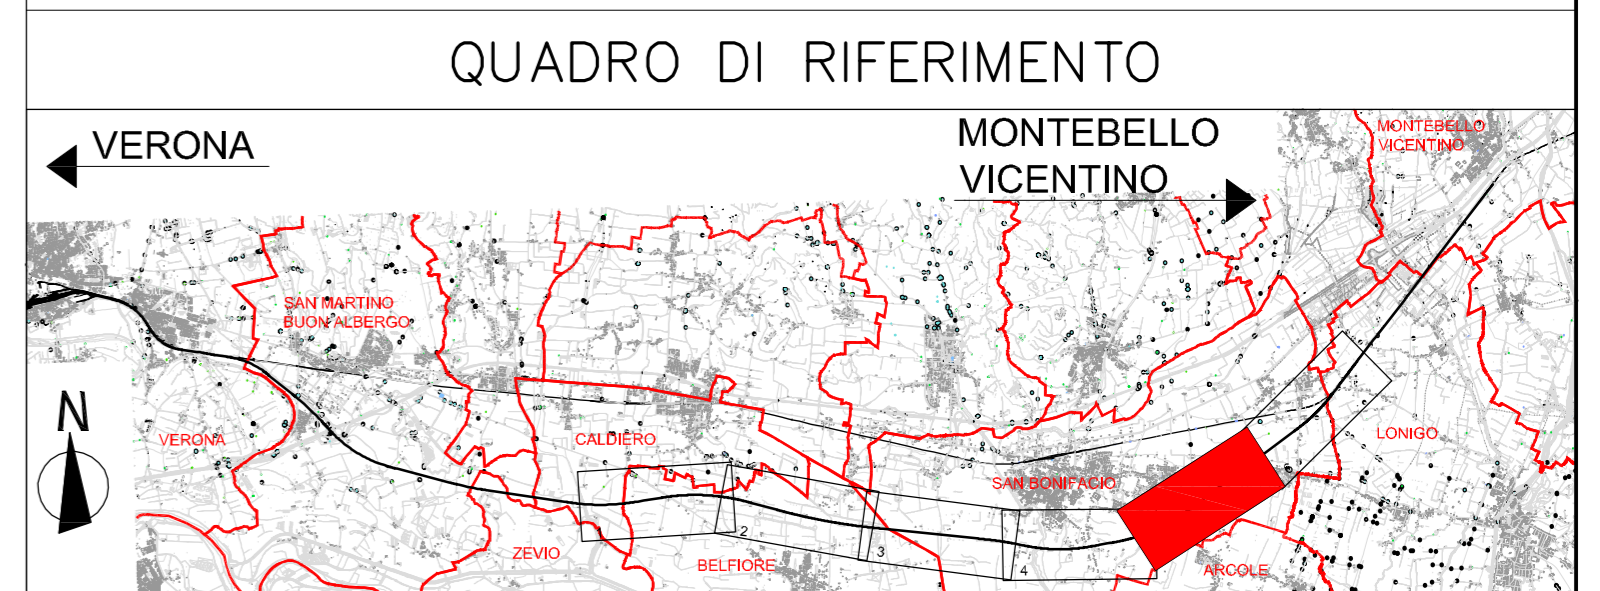 QUADRO DI RIFERIMENTO
VERONA
MONTEBELLO
VICENTINO
MONTEBELLO
VICENTINO
SAN MARTINO
BUON ALBERGO
N
VERONA
CALDIERO
LONIGO
SAN BONIFACIO
2
3
4
ZEVIO
BELFIORE
ARCOLE